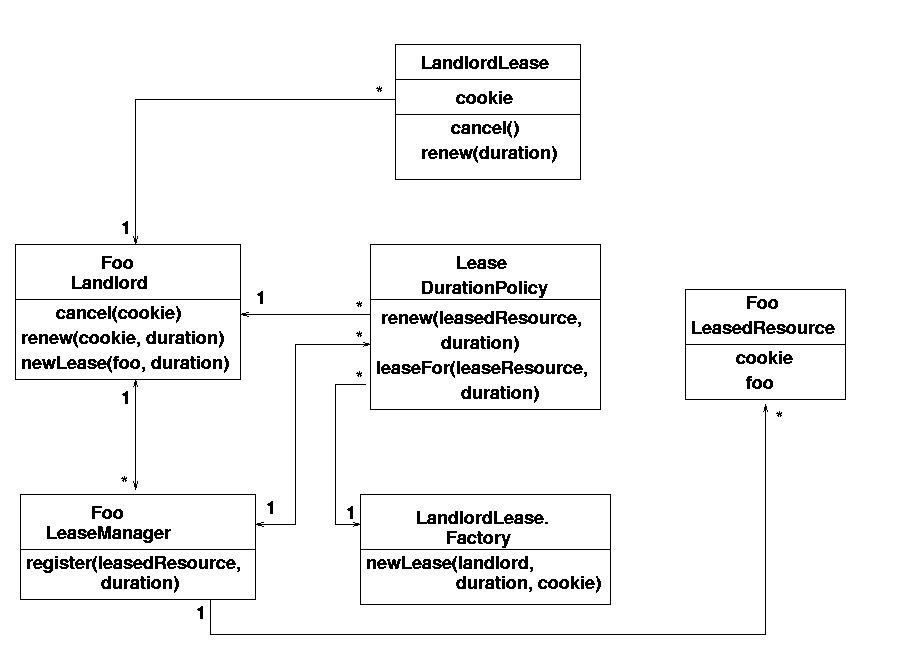 LandlordLease
cookie
cancel()
renew(duration)
*
1
Foo
Landlord
cancel(cookie)
renew(cookie, duration)
newLease(foo, duration)
1
*
Lease
DurationPolicy
renew(leasedResource,
duration)
*
leaseFor(leaseResource,
duration)
*
Foo
LeasedResource
cookie
foo
*
1
*
Foo
LeaseManager
register(leasedResource,
duration)
1
1
1
LandlordLease.
Factory
newLease(landlord,
duration, cookie)